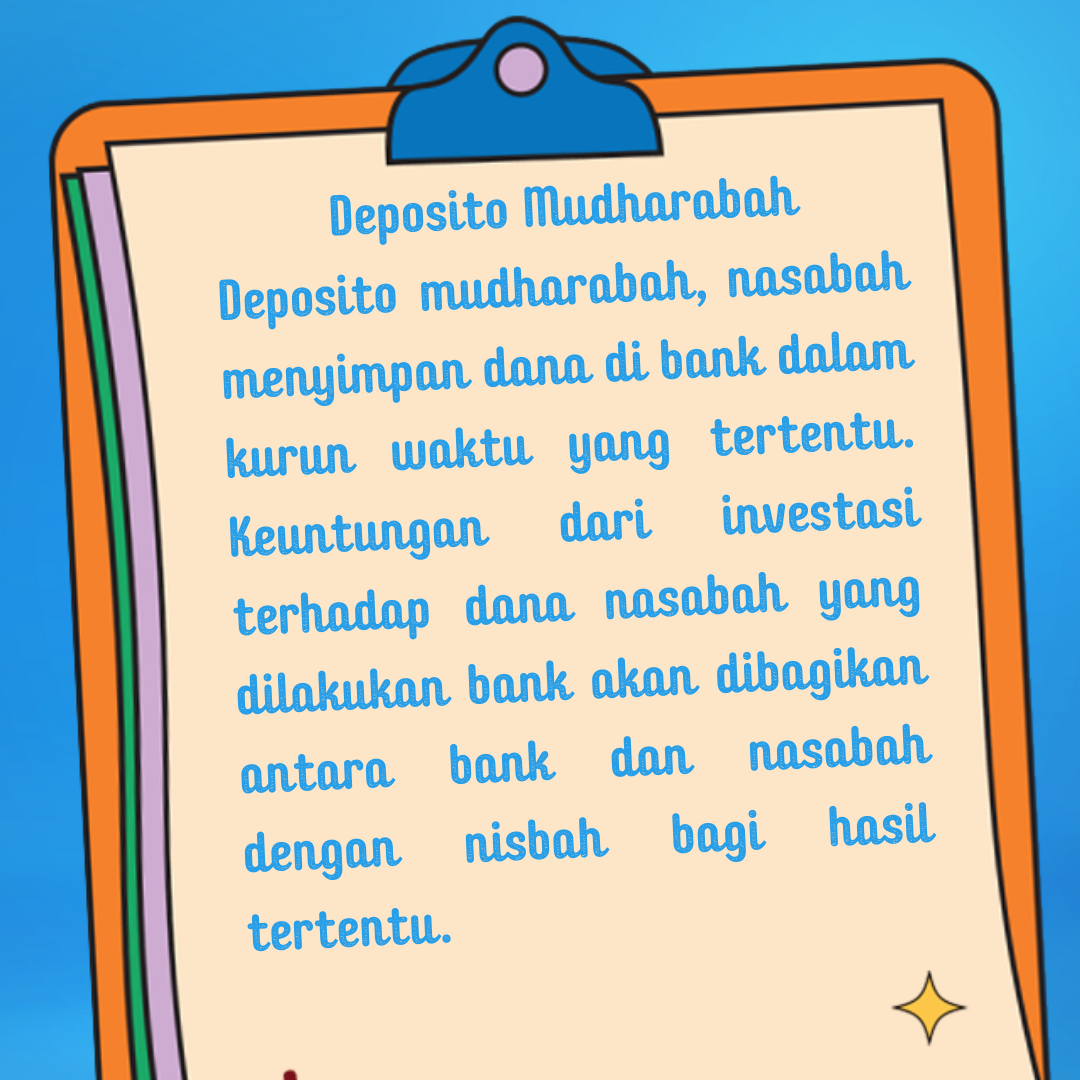 Deposito Mudharabah
Deposito mudharabah, nasabah
menyimpan dana di bank dalam
kurun waktu yang tertentu.
Keuntungan dari investasi
terhadap dana nasabah yang
dilakukan bank akan dibagikan
antara bank dan nasabah
dengan nisbah bagi hasil
tertentu.